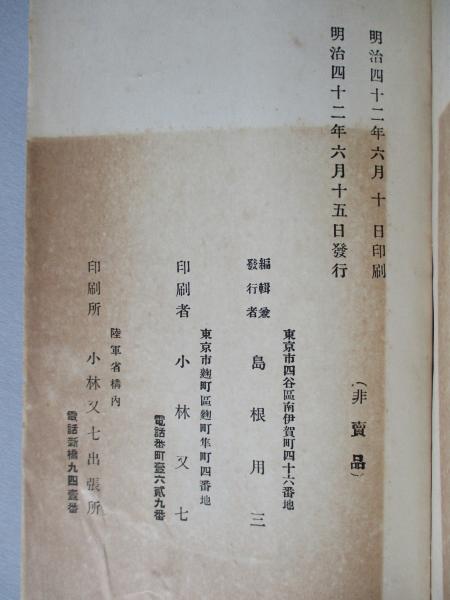 明治四十二年六月十日印刷
明治四十二年六月十五日發行
（非賣品）
東京市四谷區南伊賀町四十六番地
編輯兼
發行者
島根用三
東京市麴町區麴町隼町四番地
印刷者 小林又七
電話番町壹六貳九番
陸軍省構内
印刷所 小林又七出張所
電話新橋九四壹番